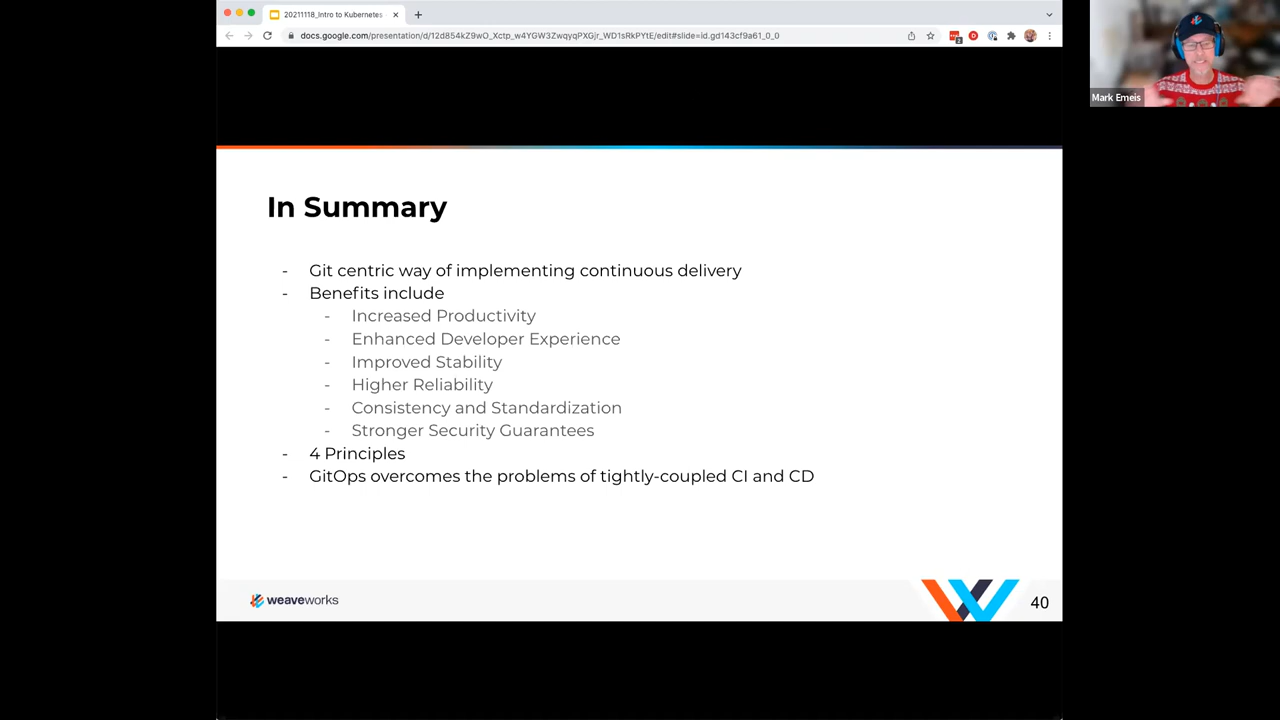 20211118_Intro to Kubernetes -
docs.google.com/presentation/d/12d854kZ9wO_Xctp_w4YGW3ZwqyqPXGjr_WD1sRkPYtE/edit#slide=id.gd143cf9a61_0_0
Mark Emeis
In Summary
- Git centric way of implementing continuous delivery
- Benefits include
- Increased Productivity
- Enhanced Developer Experience
- Improved Stability
- Higher Reliability
- Consistency and Standardization
- Stronger Security Guarantees
- 4 Principles
- GitOps overcomes the problems of tightly-coupled CI and CD
weaveworks
40